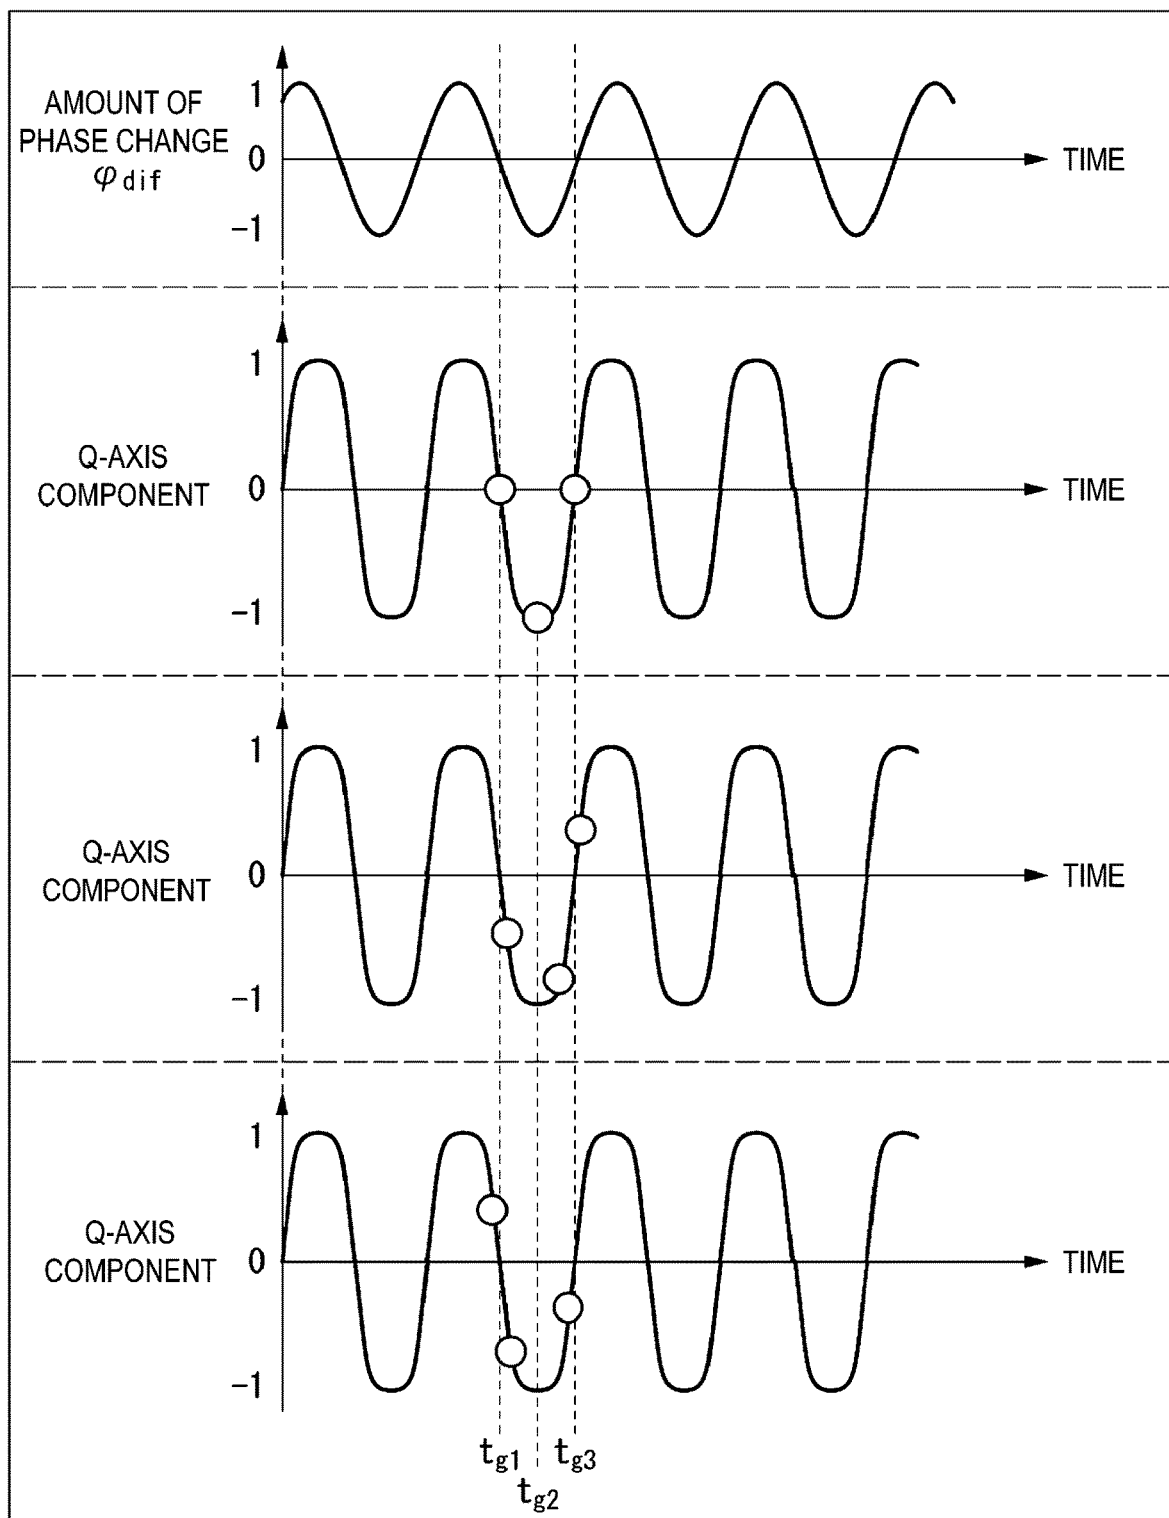 AMOUNT OF
PHASE CHANGE
φdif
1
0
-1
TIME
Q-AXIS
COMPONENT
1
0
-1
TIME
Q-AXIS
COMPONENT
1
0
-1
TIME
Q-AXIS
COMPONENT
1
0
-1
TIME
tg1
tg2
tg3